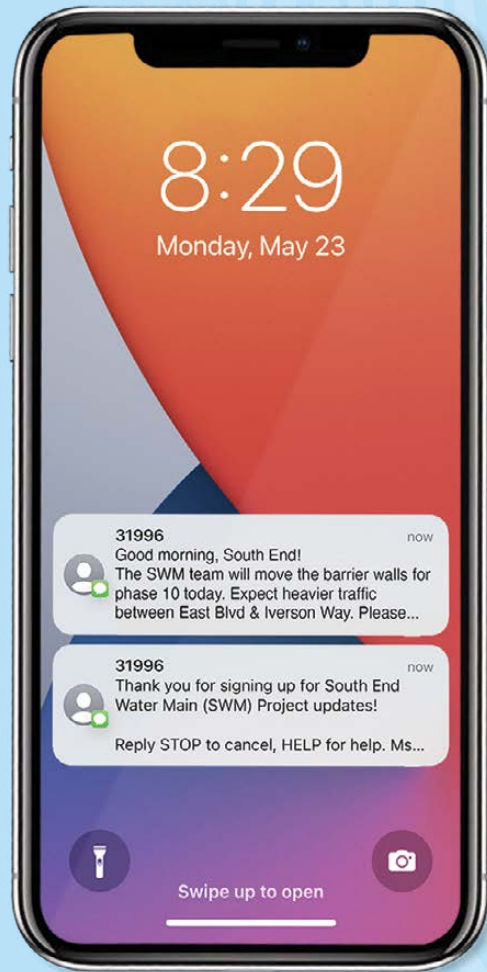 8:29
Monday, May 23
31996
now
Good morning, South End!
The SWM team will move the barrier walls for
phase 10 today. Expect heavier traffic
between East Blvd & Iverson Way. Please...
31996
now
Thank you for signing up for South End
Water Main (SWM) Project updates!
Reply STOP to cancel, HELP for help. Ms...
Swipe up to open